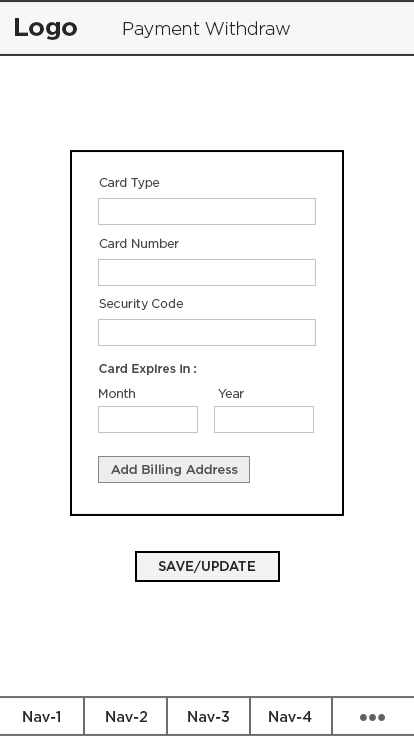 Logo
Payment Withdraw
Card Type
Card Number
Security Code
Card Expires in :
Month Year
Add Billing Address
SAVE/UPDATE
Nav-1 Nav-2 Nav-3 Nav-4